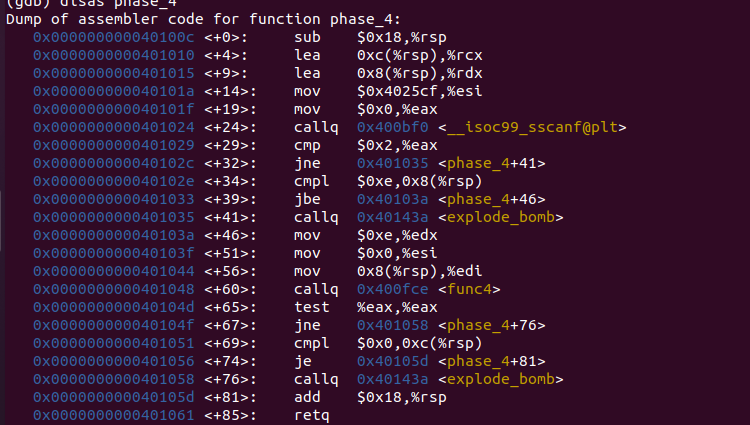 (gdb) disas phase_4
Dump of assembler code for function phase_4:
0x000000000040100c <+0>: sub $0x18,%rsp
0x0000000000401010 <+4>: lea 0xc(%rsp),%rcx
0x0000000000401015 <+9>: lea 0x8(%rsp),%rdx
0x000000000040101a <+14>: mov $0x4025cf,%esi
0x000000000040101f <+19>: mov $0x0,%eax
0x0000000000401024 <+24>: callq 0x400bf0 <__isoc99_sscanf@plt>
0x0000000000401029 <+29>: cmp $0x2,%eax
0x000000000040102c <+32>: jne 0x401035 <phase_4+41>
0x000000000040102e <+34>: cmpl $0xe,0x8(%rsp)
0x0000000000401033 <+39>: jbe 0x40103a <phase_4+46>
0x0000000000401035 <+41>: callq 0x40143a <explode_bomb>
0x000000000040103a <+46>: mov $0xe,%edx
0x000000000040103f <+51>: mov $0x0,%esi
0x0000000000401044 <+56>: mov 0x8(%rsp),%edi
0x0000000000401048 <+60>: callq 0x400fce <func4>
0x000000000040104d <+65>: test %eax,%eax
0x000000000040104f <+67>: jne 0x401058 <phase_4+76>
0x0000000000401051 <+69>: cmpl $0x0,0xc(%rsp)
0x0000000000401056 <+74>: je 0x40105d <phase_4+81>
0x0000000000401058 <+76>: callq 0x40143a <explode_bomb>
0x000000000040105d <+81>: add $0x18,%rsp
0x0000000000401061 <+85>: retq